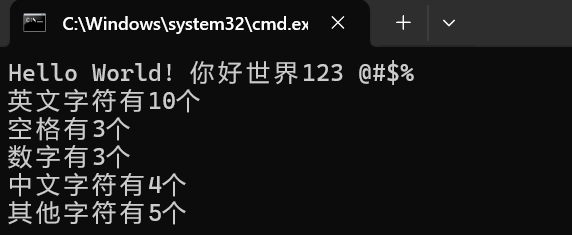 C:\Windows\system32\cmd.ex
Hello World! 你好世界123 @#$%
英文字符有10个
空格有3个
数字有3个
中文字符有4个
其他字符有5个